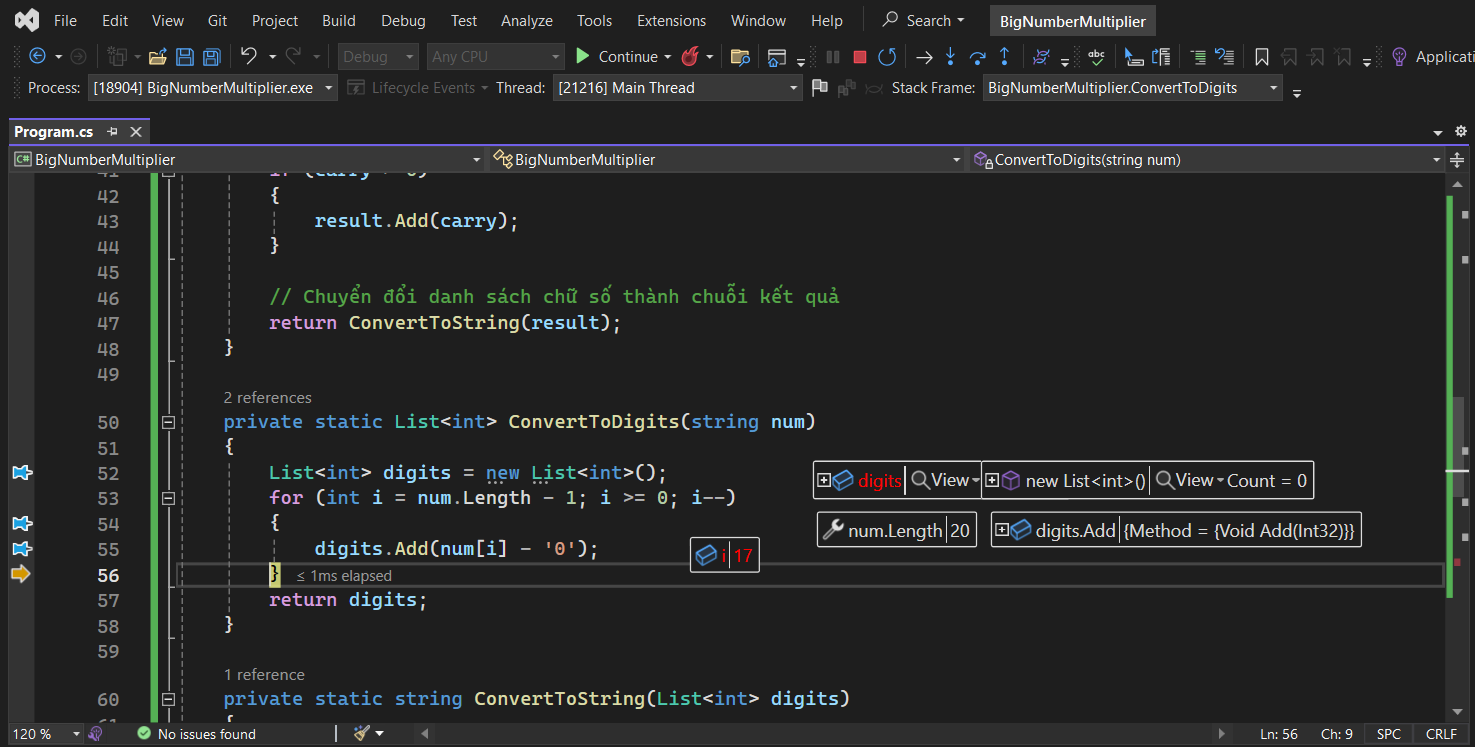 File Edit View Git Project Build Debug Test Analyze Tools Extensions Window Help Search BigNumberMultiplier
Debug Any CPU Continue Applicati
Process: [18904] BigNumberMultiplier.exe Lifecycle Events Thread: [21216] Main Thread Stack Frame: BigNumberMultiplier.ConvertToDigits
Program.cs
C# BigNumberMultiplier BigNumberMultiplier ConvertToDigits(string num)
42 {
43 result.Add(carry);
44 }
45
46 // Chuyển đổi danh sách chữ số thành chuỗi kết quả
47 return ConvertToString(result);
48 }
49
2 references
50 private static List<int> ConvertToDigits(string num)
51 {
52 List<int> digits = new List<int>(); digits View new List<int>() View Count = 0
53 for (int i = num.Length - 1; i >= 0; i--)
54 { num.Length 20 digits.Add {Method = {Void Add(Int32)}}
55 digits.Add(num[i] - '0'); i 17
56 } ≤ 1ms elapsed
57 return digits;
58 }
59
1 reference
60 private static string ConvertToString(List<int> digits)
120 % No issues found Ln: 56 Ch: 9 SPC CRLF